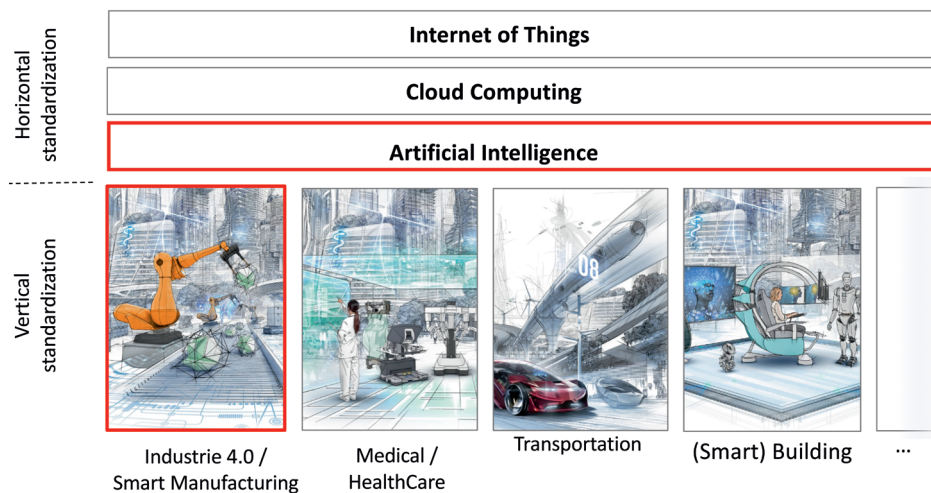 Horizontal
standardization
Internet of Things
Cloud Computing
Artificial Intelligence
Vertical
standardization
08
Industrie 4.0 /
Smart Manufacturing
Medical /
HealthCare
Transportation
(Smart) Building
...